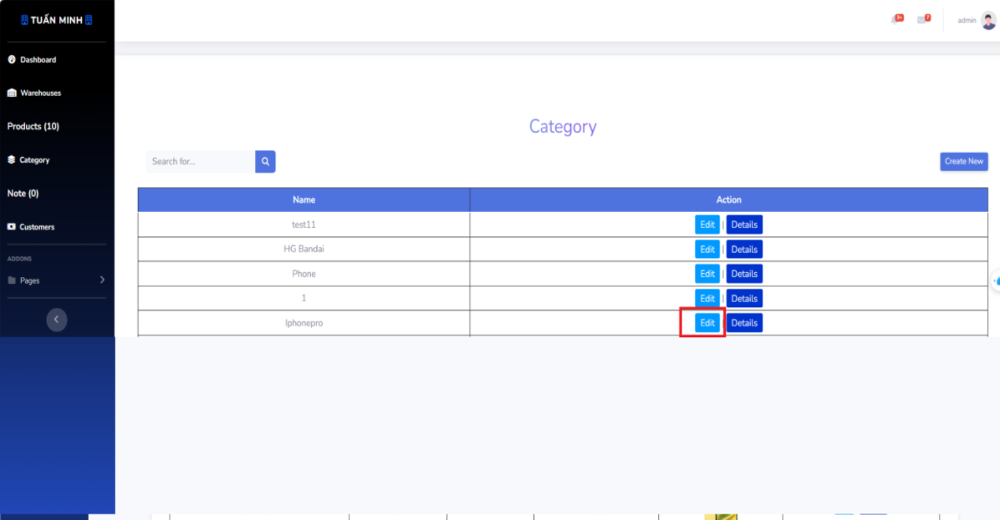 TUẤN MINH
3+
7
admin
Dashboard
Warehouses
Products (10)
Category
Note (0)
Customers
ADDONS
Pages
Category
Search for...
Create New
Name Action
test11 Edit | Details
HG Bandai Edit | Details
Phone Edit | Details
1 Edit | Details
Iphonepro Edit Details